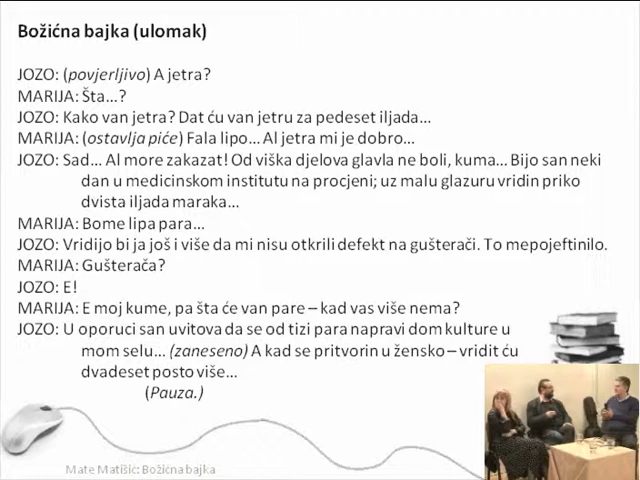 Božićna bajka (ulomak)
JOZO: (povjerljivo) A jetra?
MARIJA: Šta...?
JOZO: Kako van jetra? Dat ću van jetru za pedeset iljada...
MARIJA: (ostavlja piće) Fala lipo... Al jetra mi je dobro...
JOZO: Sad... Al more zakazat! Od viška djelova glavla ne boli, kuma... Bijo san neki
dan u medicinskom institutu na procjeni; uz malu glazuru vridin priko
dvista iljada maraka...
MARIJA: Bome lipa para...
JOZO: Vridijo bi ja još i više da mi nisu otkrili defekt na gušterači. To mepojeftinilo.
MARIJA: Gušterača?
JOZO: E!
MARIJA: E moj kume, pa šta će van pare – kad vas više nema?
JOZO: U oporuci san uvitova da se od tizi para napravi dom kulture u
mom selu... (zaneseno) A kad se pritvorin u žensko – vridit ću
dvadeset posto više...
(Pauza.)
Mate Matišić: Božićna bajka